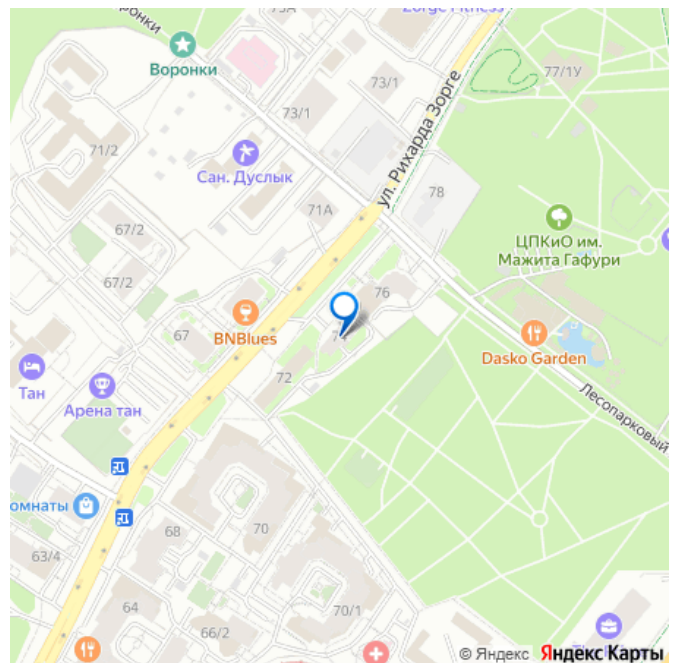 73А
Zorge Fitness
Воронки
73/1
77/1У
73/1
ул. Рихарда Зорге
71/2
Сан. Дуслык
78
71А
67/2
ЦПКиО им.
Мажита Гафури
67/2
76
67
BNBlues
Dasko Garden
72
Тан
Арена тан
Лесопарковый
омнаты
68
70
63/4
64
66/2
70/1
© Яндекс Яндекс Карты